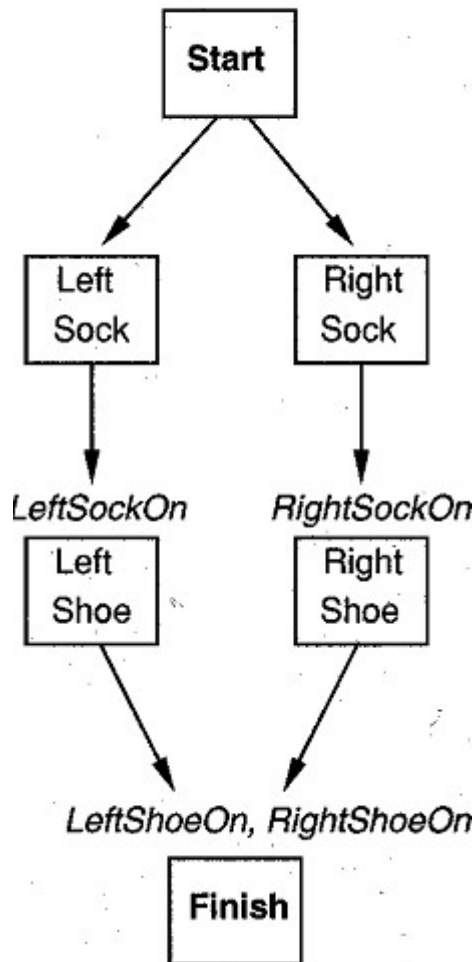 Start
Left
Sock
Right
Sock
LeftSockOn
RightSockOn
Left
Shoe
Right
Shoe
LeftShoeOn, RightShoeOn
Finish